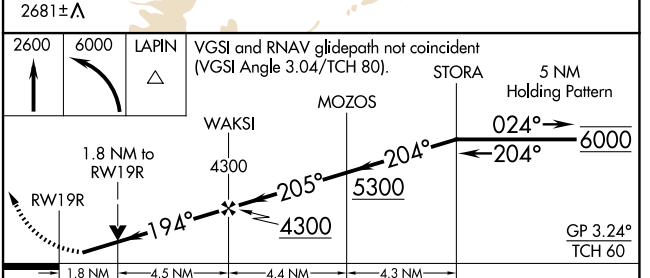 2681±
2600 6000 LAPIN
VGSI and RNAV glidepath not coincident
(VGSI Angle 3.04/TCH 80).
STORA
5 NM
Holding Pattern
MOZOS
WAKSI
024°
6000
204°
204°
1.8 NM to
RW19R
4300
205°
5300
RW19R
194°
4300
GP 3.24°
TCH 60
1.8 NM 4.5 NM 4.4 NM 4.3 NM